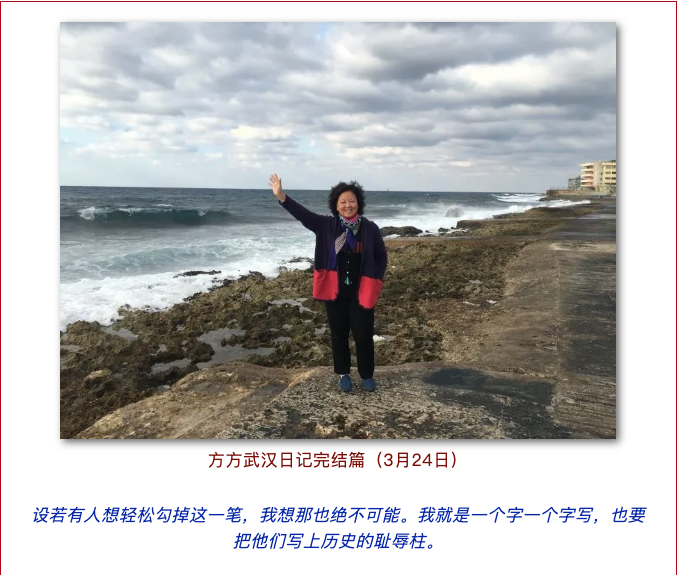 方方武汉日记完结篇（3月24日）
设若有人想轻松勾掉这一笔，我想那也绝不可能。我就是一个字一个字写，也要
把他们写上历史的耻辱柱。